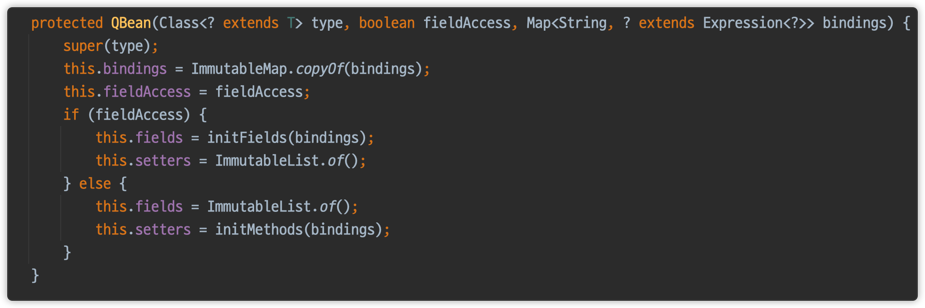 protected QBean(Class<? extends T> type, boolean fieldAccess, Map<String, ? extends Expression<?>> bindings) {
    super(type);
    this.bindings = ImmutableMap.copyOf(bindings);
    this.fieldAccess = fieldAccess;
    if (fieldAccess) {
        this.fields = initFields(bindings);
        this.setters = ImmutableList.of();
    } else {
        this.fields = ImmutableList.of();
        this.setters = initMethods(bindings);
    }
}